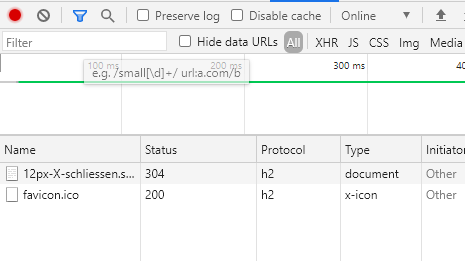 Preserve log Disable cache Online
Filter Hide data URLs All XHR JS CSS Img Media
100 ms 200 ms 300 ms 40
e.g. /small[\d]+/ url:a.com/b
Name Status Protocol Type Initiator
12px-X-schliessen.s... 304 h2 document Other
favicon.ico 200 h2 x-icon Other